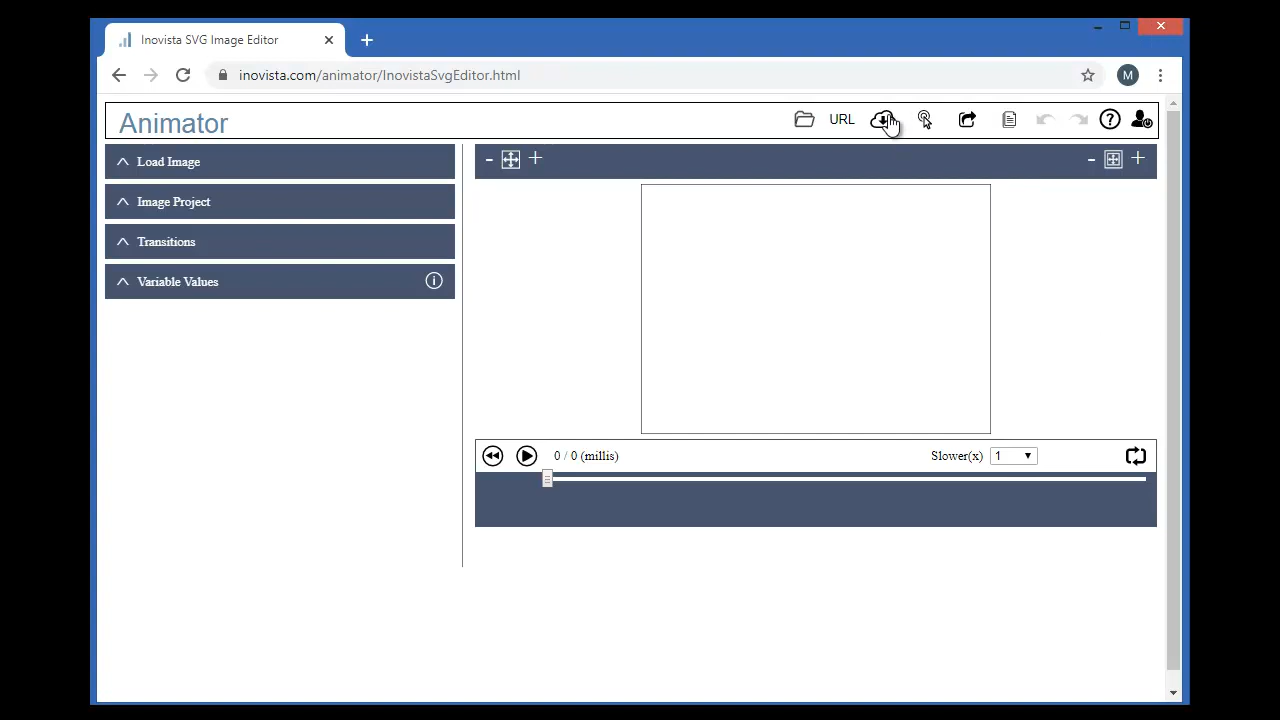 Inovista SVG Image Editor
inovista.com/animator/InovistaSvgEditor.html
M
Animator
URL
Load Image
Image Project
Transitions
Variable Values
0 / 0 (millis)
Slower(x)
1